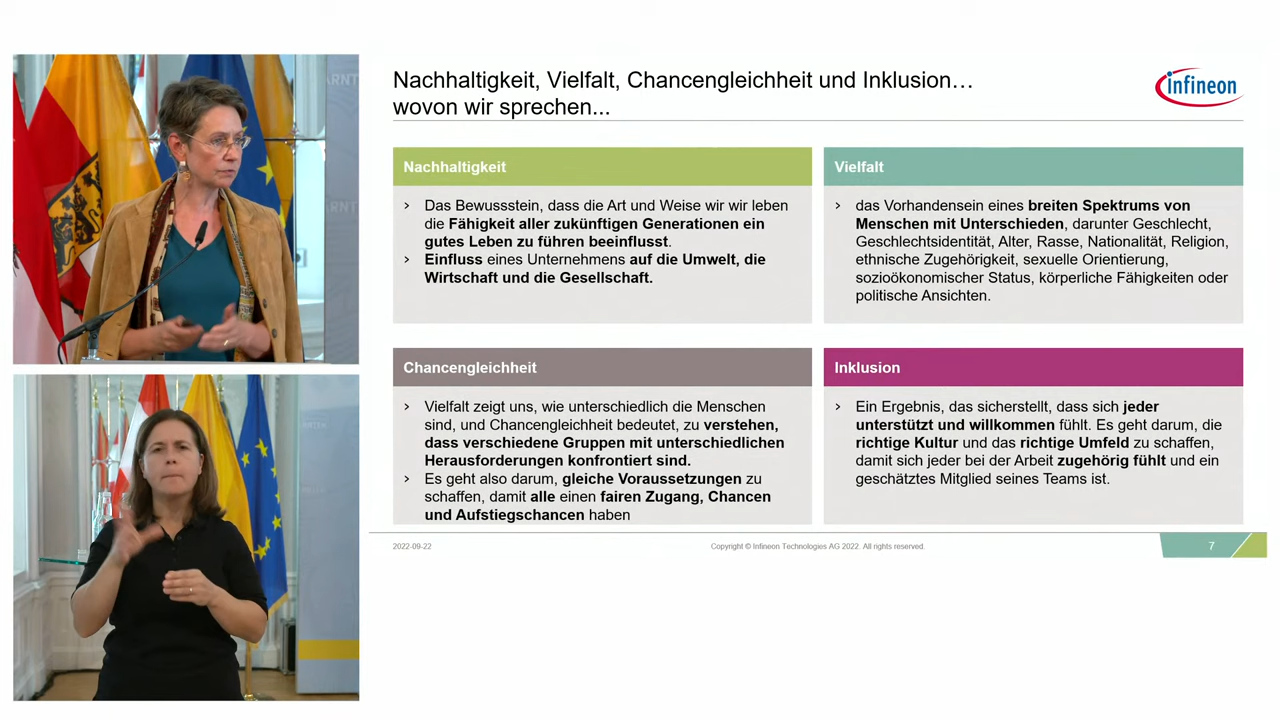 Nachhaltigkeit, Vielfalt, Chancengleichheit und Inklusion…
wovon wir sprechen...
infineon
Nachhaltigkeit
› Das Bewussstein, dass die Art und Weise wir wir leben
die Fähigkeit aller zukünftigen Generationen ein
gutes Leben zu führen beeinflusst.
› Einfluss eines Unternehmens auf die Umwelt, die
Wirtschaft und die Gesellschaft.
Vielfalt
› das Vorhandensein eines breiten Spektrums von
Menschen mit Unterschieden, darunter Geschlecht,
Geschlechtsidentität, Alter, Rasse, Nationalität, Religion,
ethnische Zugehörigkeit, sexuelle Orientierung,
sozioökonomischer Status, körperliche Fähigkeiten oder
politische Ansichten.
Chancengleichheit
› Vielfalt zeigt uns, wie unterschiedlich die Menschen
sind, und Chancengleichheit bedeutet, zu verstehen,
dass verschiedene Gruppen mit unterschiedlichen
Herausforderungen konfrontiert sind.
› Es geht also darum, gleiche Voraussetzungen zu
schaffen, damit alle einen fairen Zugang, Chancen
und Aufstiegschancen haben
Inklusion
› Ein Ergebnis, das sicherstellt, dass sich jeder
unterstützt und willkommen fühlt. Es geht darum, die
richtige Kultur und das richtige Umfeld zu schaffen,
damit sich jeder bei der Arbeit zugehörig fühlt und ein
geschätztes Mitglied seines Teams ist.
2022-09-22
Copyright © Infineon Technologies AG 2022. All rights reserved.
7